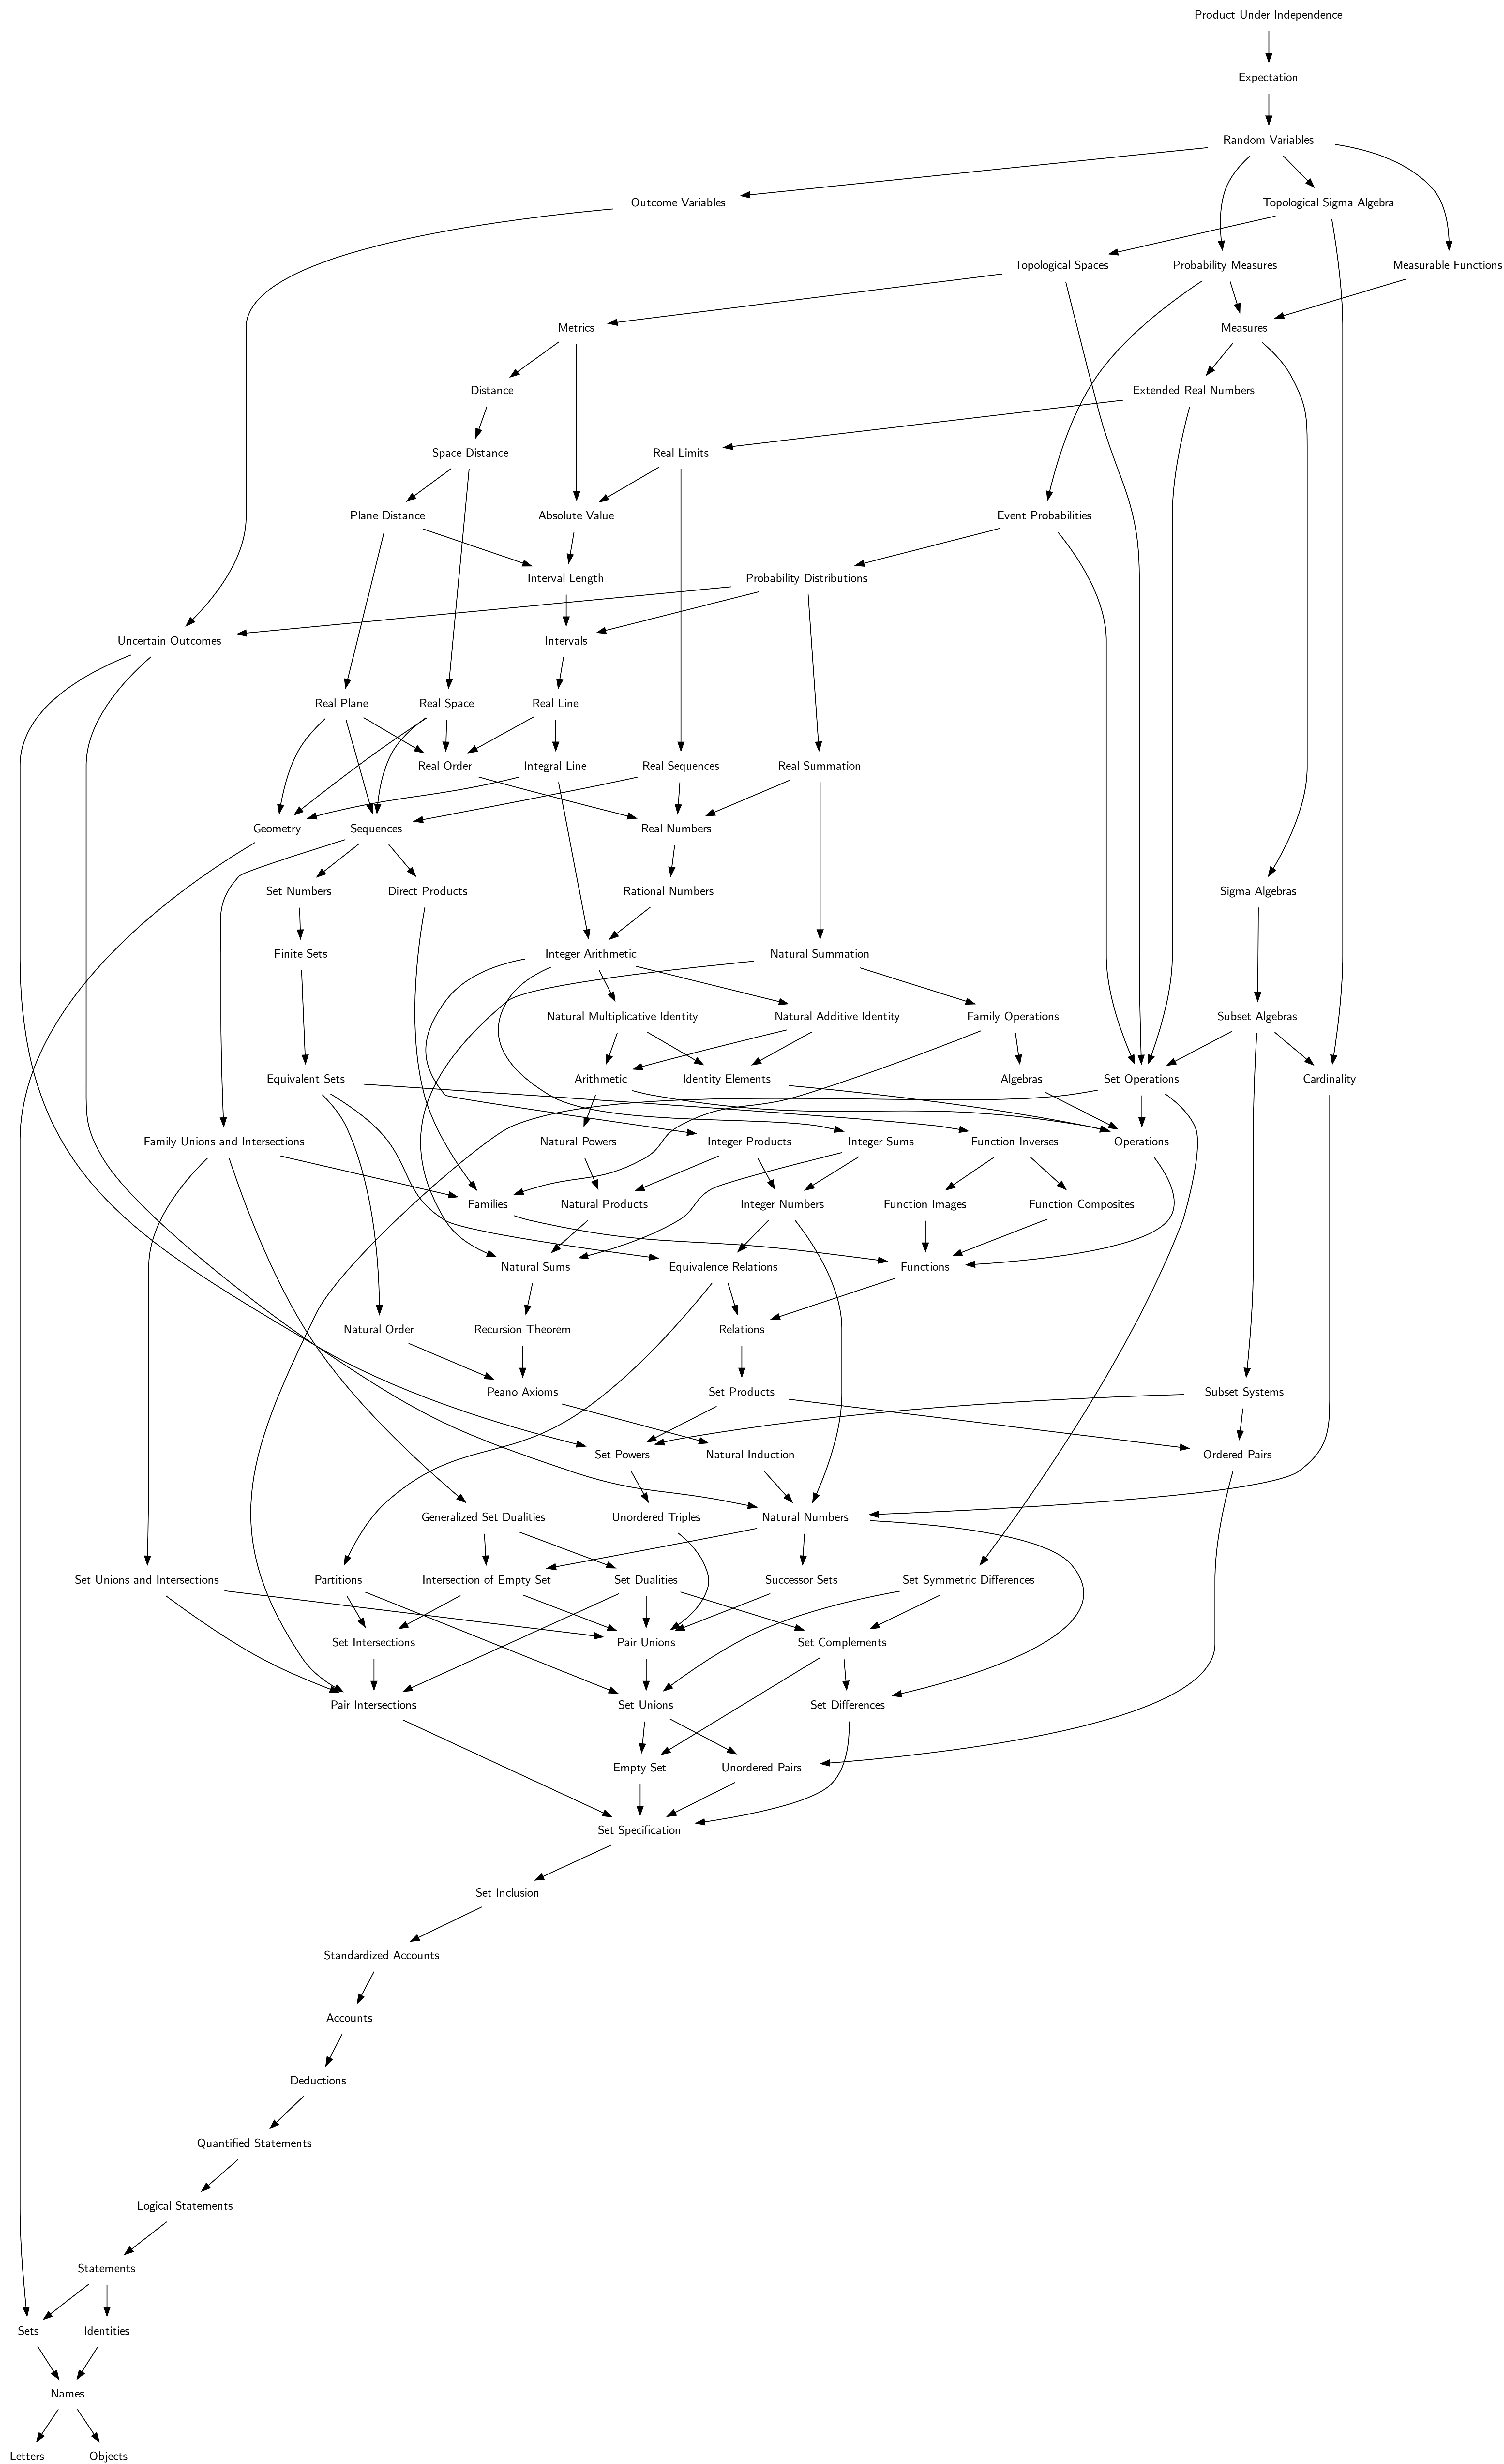 Product Under Independence
Expectation
Random Variables
Outcome Variables
Topological Sigma Algebra
Topological Spaces
Probability Measures
Measurable Functions
Metrics
Measures
Distance
Extended Real Numbers
Space Distance
Real Limits
Plane Distance
Absolute Value
Event Probabilities
Interval Length
Probability Distributions
Uncertain Outcomes
Intervals
Real Plane
Real Space
Real Line
Real Order
Integral Line
Real Sequences
Real Summation
Geometry
Sequences
Real Numbers
Set Numbers
Direct Products
Rational Numbers
Sigma Algebras
Finite Sets
Integer Arithmetic
Natural Summation
Natural Multiplicative Identity
Natural Additive Identity
Family Operations
Subset Algebras
Equivalent Sets
Arithmetic
Identity Elements
Algebras
Set Operations
Cardinality
Family Unions and Intersections
Natural Powers
Integer Products
Integer Sums
Function Inverses
Operations
Families
Natural Products
Integer Numbers
Function Images
Function Composites
Natural Sums
Equivalence Relations
Functions
Natural Order
Recursion Theorem
Relations
Peano Axioms
Set Products
Subset Systems
Set Powers
Natural Induction
Ordered Pairs
Generalized Set Dualities
Unordered Triples
Natural Numbers
Set Unions and Intersections
Partitions
Intersection of Empty Set
Set Dualities
Successor Sets
Set Symmetric Differences
Set Intersections
Pair Unions
Set Complements
Pair Intersections
Set Unions
Set Differences
Empty Set
Unordered Pairs
Set Specification
Set Inclusion
Standardized Accounts
Accounts
Deductions
Quantified Statements
Logical Statements
Statements
Sets
Identities
Names
Letters
Objects